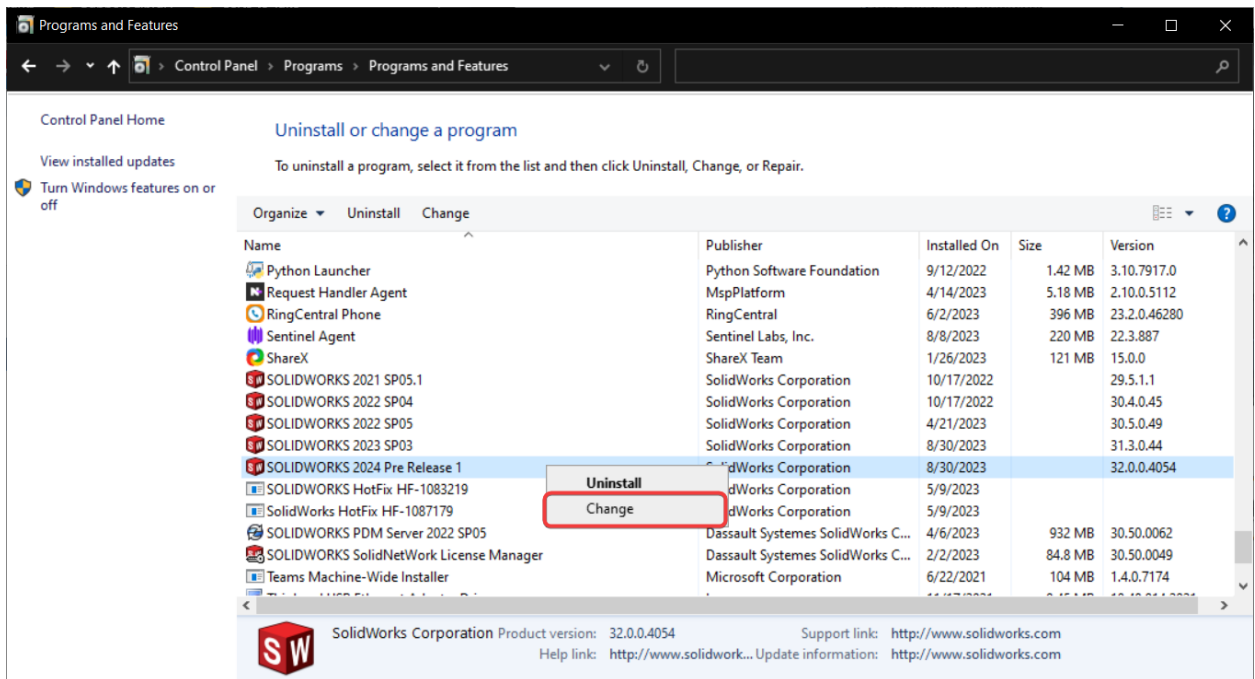 Programs and Features
Control Panel > Programs > Programs and Features
Control Panel Home
View installed updates
Turn Windows features on or
off
Uninstall or change a program
To uninstall a program, select it from the list and then click Uninstall, Change, or Repair.
Organize Uninstall Change
Name Publisher Installed On Size Version
Python Launcher Python Software Foundation 9/12/2022 1.42 MB 3.10.7917.0
Request Handler Agent MspPlatform 4/14/2023 5.18 MB 2.10.0.5112
RingCentral Phone RingCentral 6/2/2023 396 MB 23.2.0.46280
Sentinel Agent Sentinel Labs, Inc. 8/8/2023 220 MB 22.3.887
ShareX ShareX Team 1/26/2023 121 MB 15.0.0
SOLIDWORKS 2021 SP05.1 SolidWorks Corporation 10/17/2022 29.5.1.1
SOLIDWORKS 2022 SP04 SolidWorks Corporation 10/17/2022 30.4.0.45
SOLIDWORKS 2022 SP05 SolidWorks Corporation 4/21/2023 30.5.0.49
SOLIDWORKS 2023 SP03 SolidWorks Corporation 8/30/2023 31.3.0.44
SOLIDWORKS 2024 Pre Release 1 Corporation 8/30/2023 32.0.0.4054
Uninstall
Change
SOLIDWORKS HotFix HF-1083219 Corporation 5/9/2023
SolidWorks HotFix HF-1087179 Corporation 5/9/2023
SOLIDWORKS PDM Server 2022 SP05 Dassault Systemes SolidWorks C... 4/6/2023 932 MB 30.50.0062
SOLIDWORKS SolidNetWork License Manager Dassault Systemes SolidWorks C... 2/2/2023 84.8 MB 30.50.0049
Teams Machine-Wide Installer Microsoft Corporation 6/22/2021 104 MB 1.4.0.7174
SW
SolidWorks Corporation Product version: 32.0.0.4054 Support link: http://www.solidworks.com
Help link: http://www.solidwork... Update information: http://www.solidworks.com